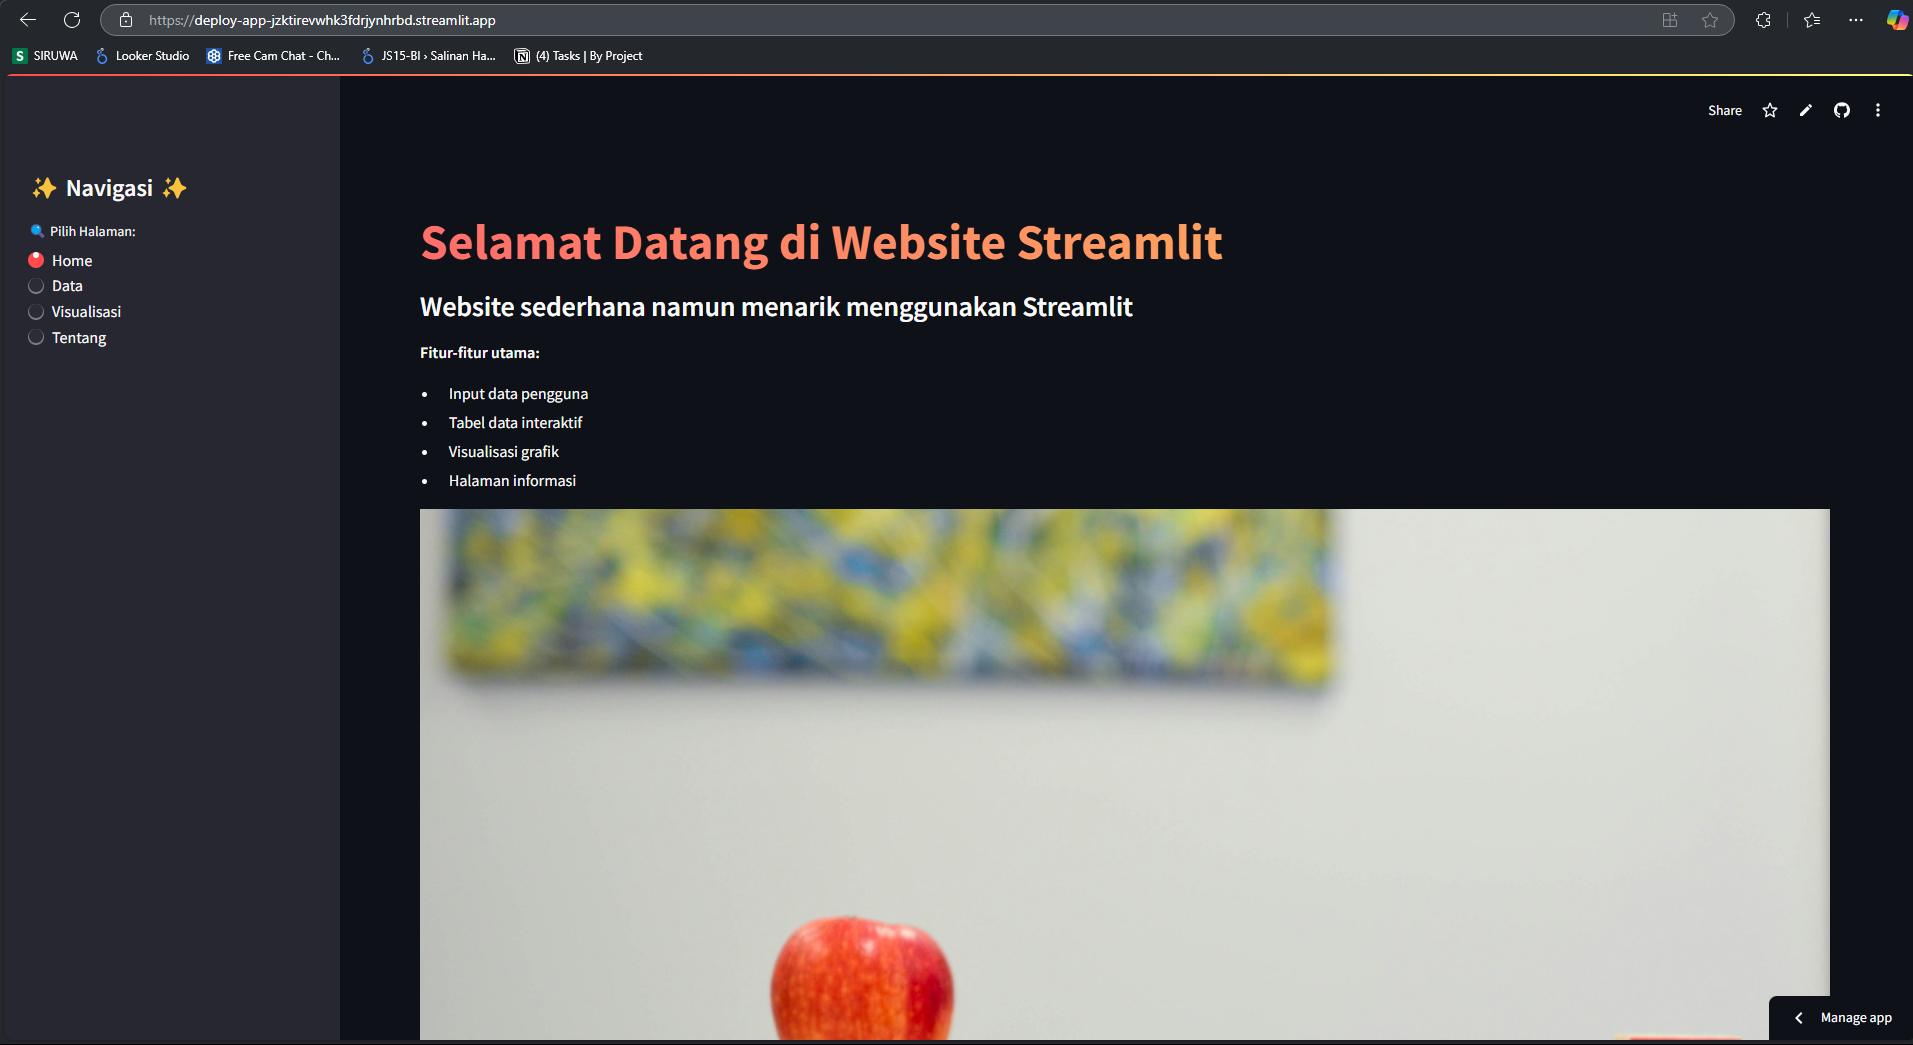 https://deploy-app-jzktirevwhk3fdrjynhrbd.streamlit.app
S SIRUWA Looker Studio Free Cam Chat - Ch... JS15-BI › Salinan Ha... (4) Tasks | By Project
Share
✨ Navigasi ✨
🔍 Pilih Halaman:
Home
Data
Visualisasi
Tentang
Selamat Datang di Website Streamlit
Website sederhana namun menarik menggunakan Streamlit
Fitur-fitur utama:
• Input data pengguna
• Tabel data interaktif
• Visualisasi grafik
• Halaman informasi
Manage app